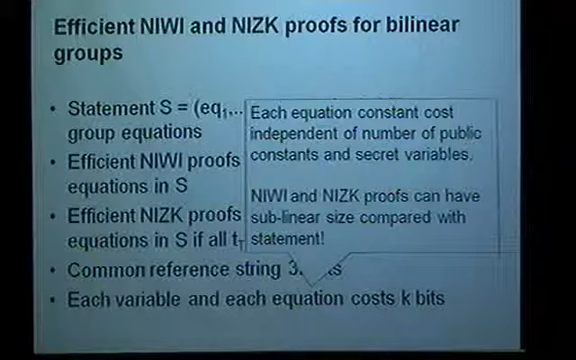 Efficient NIWI and NIZK proofs for bilinear
groups
• Statement S = (eq1,...
group equations
• Efficient NIWI proofs
equations in S
• Efficient NIZK proofs
equations in S if all tT
• Common reference string 3
• Each variable and each equation costs k bits
Each equation constant cost
independent of number of public
constants and secret variables.
NIWI and NIZK proofs can have
sub-linear size compared with
statement!